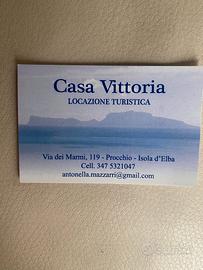 Casa Vittoria
LOCAZIONE TURISTICA
Via dei Marmi, 119 - Procchio - Isola d'Elba
Cell. 347 5321047
antonella.mazzarri@gmail.com